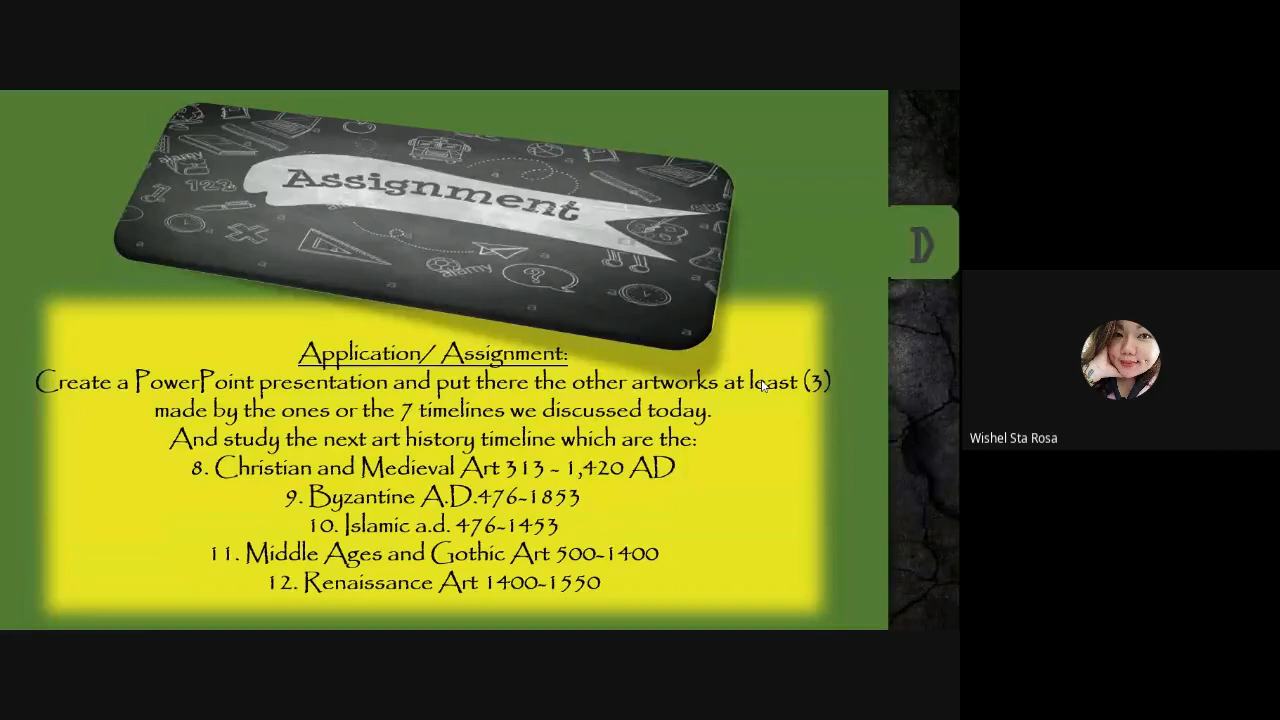 Assignment
123
alamy
alamy
D
Application/ Assignment:
Create a PowerPoint presentation and put there the other artworks at least (3)
made by the ones or the 7 timelines we discussed today.
And study the next art history timeline which are the:
8. Christian and Medieval Art 313 - 1,420 AD
9. Byzantine A.D.476-1853
10. Islamic a.d. 476-1453
11. Middle Ages and Gothic Art 500-1400
12. Renaissance Art 1400-1550
Wishel Sta Rosa